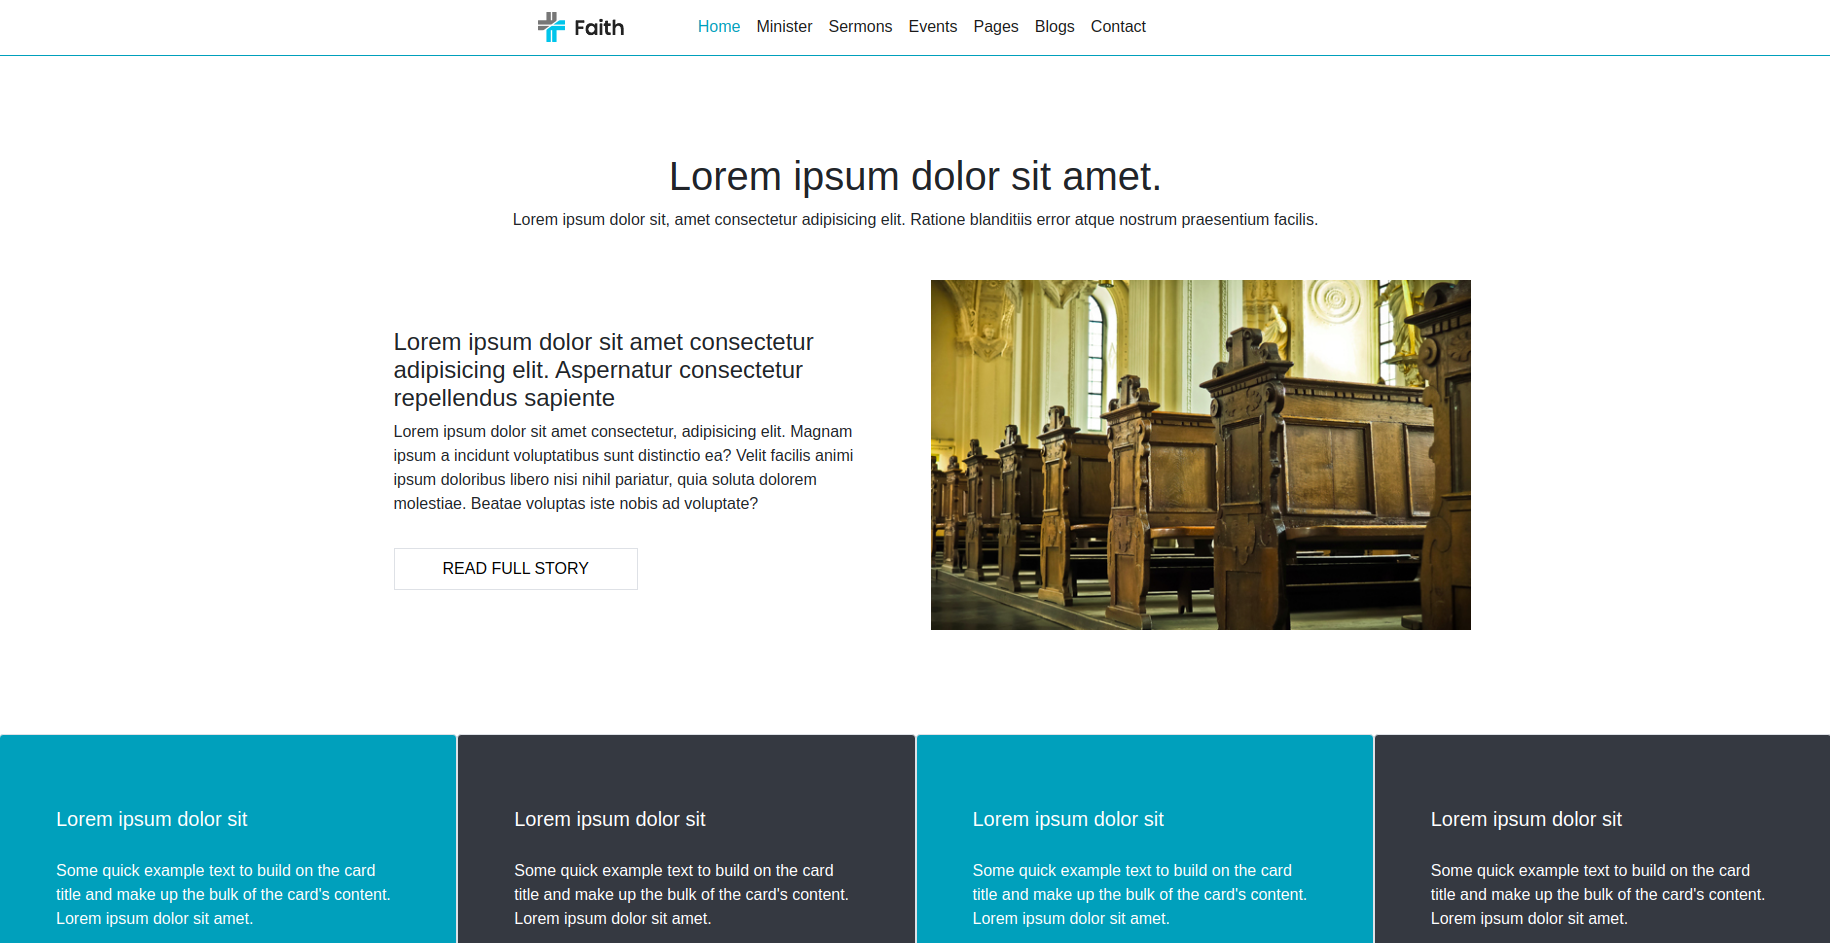 Faith Home Minister Sermons Events Pages Blogs Contact
Lorem ipsum dolor sit amet.
Lorem ipsum dolor sit, amet consectetur adipisicing elit. Ratione blanditiis error atque nostrum praesentium facilis.
Lorem ipsum dolor sit amet consectetur
adipisicing elit. Aspernatur consectetur
repellendus sapiente
Lorem ipsum dolor sit amet consectetur, adipisicing elit. Magnam
ipsum a incidunt voluptatibus sunt distinctio ea? Velit facilis animi
ipsum doloribus libero nisi nihil pariatur, quia soluta dolorem
molestiae. Beatae voluptas iste nobis ad voluptate?
READ FULL STORY
Lorem ipsum dolor sit
Some quick example text to build on the card
title and make up the bulk of the card's content.
Lorem ipsum dolor sit amet.
Lorem ipsum dolor sit
Some quick example text to build on the card
title and make up the bulk of the card's content.
Lorem ipsum dolor sit amet.
Lorem ipsum dolor sit
Some quick example text to build on the card
title and make up the bulk of the card's content.
Lorem ipsum dolor sit amet.
Lorem ipsum dolor sit
Some quick example text to build on the card
title and make up the bulk of the card's content.
Lorem ipsum dolor sit amet.